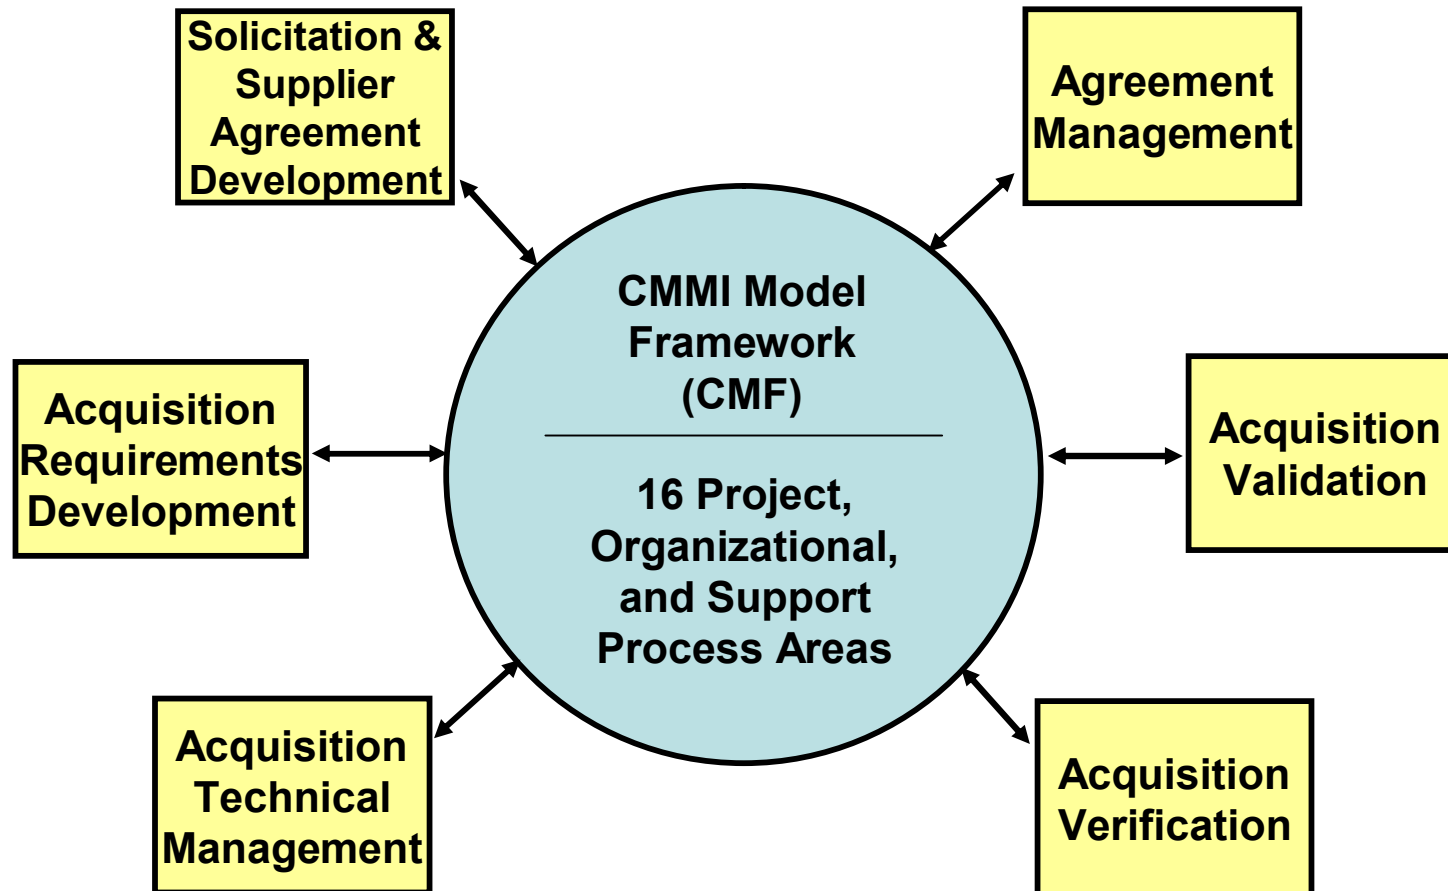 Solicitation &
Supplier
Agreement
Development
Agreement
Management
CMMI Model
Framework
(CMF)
16 Project,
Organizational,
and Support
Process Areas
Acquisition
Requirements
Development
Acquisition
Validation
Acquisition
Technical
Management
Acquisition
Verification